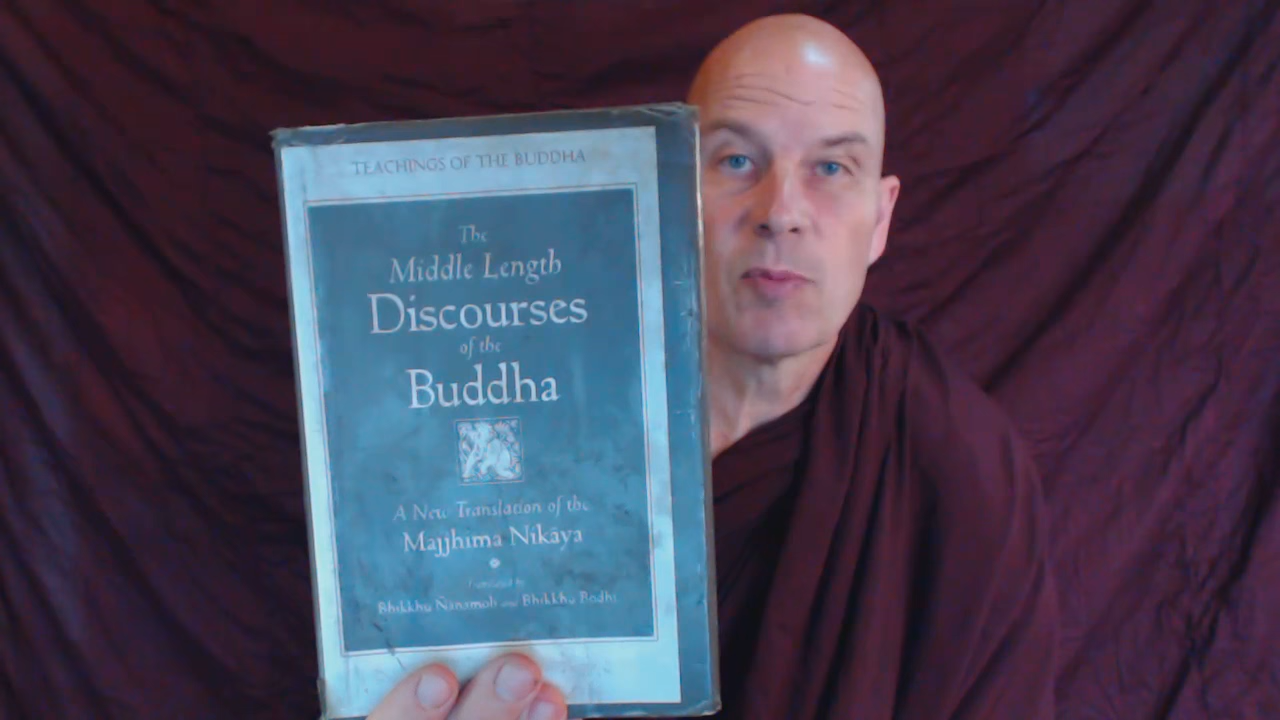 TEACHINGS OF THE BUDDHA
The
Middle Length
Discourses
of the
Buddha
A New Translation of the
Majjhima Nikāya
Translated by
Bhikkhu Ñāṇamoli and Bhikkhu Bodhi